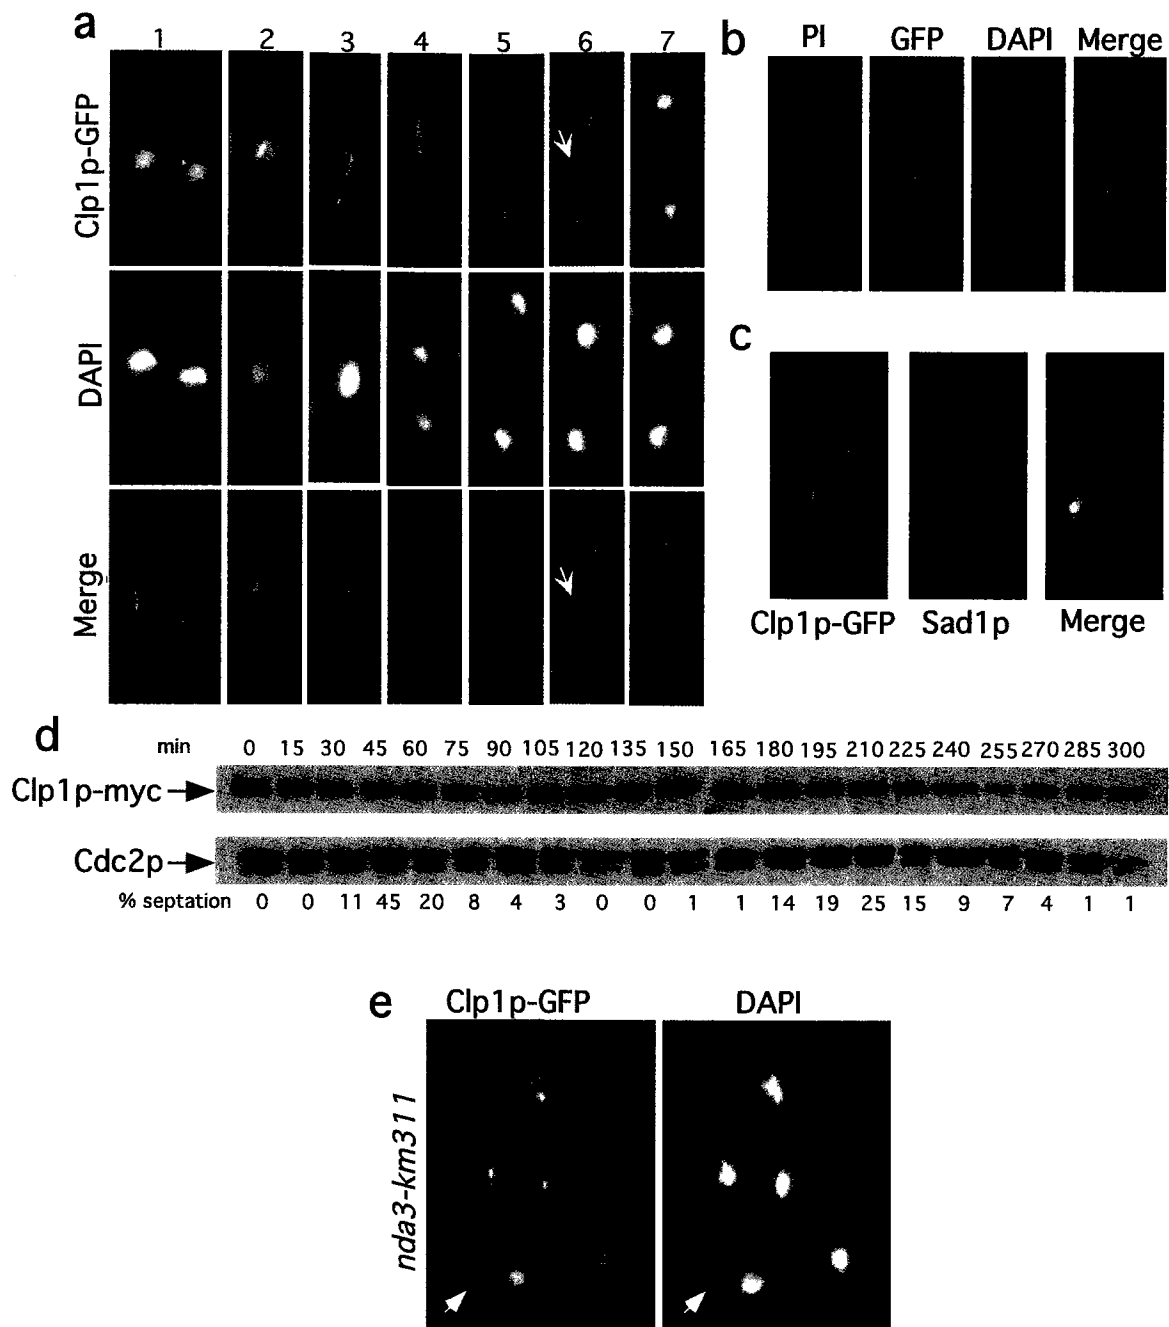 a
1 2 3 4 5 6 7
Clp1p-GFP
DAPI
Merge
b
PI GFP DAPI Merge
c
Clp1p-GFP Sad1p Merge
d
min 0 15 30 45 60 75 90 105 120 135 150 165 180 195 210 225 240 255 270 285 300
Clp1p-myc
Cdc2p
% septation 0 0 11 45 20 8 4 3 0 0 1 1 14 19 25 15 9 7 4 1 1
e
Clp1p-GFP DAPI
nda3-km311